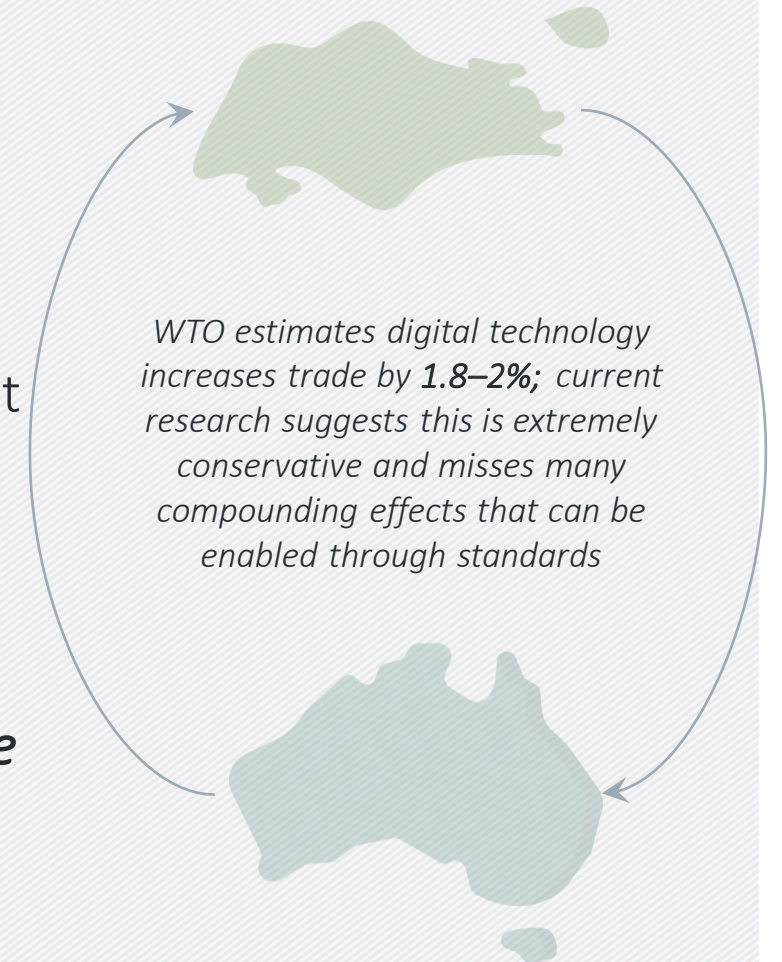 WTO estimates digital technology
t
increases trade by 1.8–2%; current
research suggests this is extremely
conservative and misses many
compounding effects that can be
enabled through standards
e